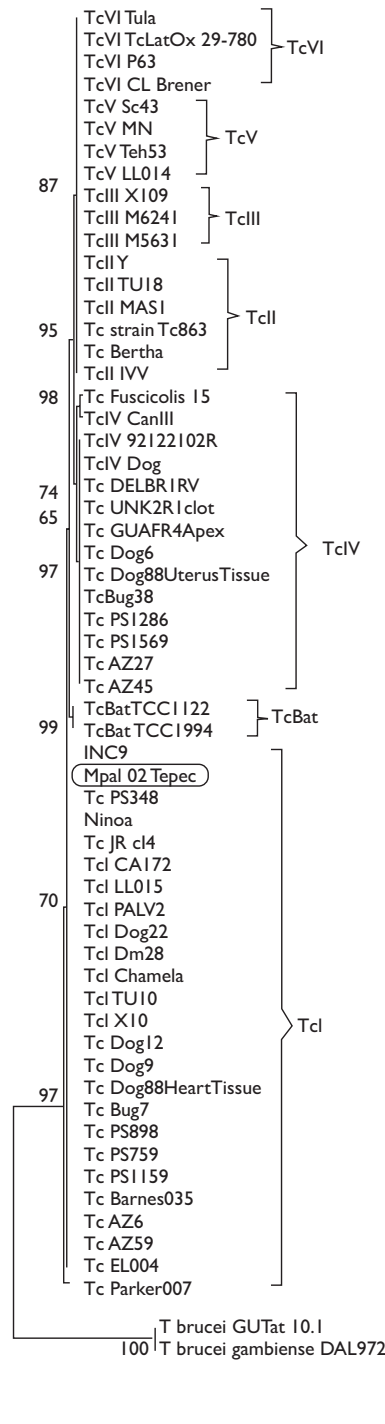 TcVI Tula
TcVI TcLatOx 29-780
TcVI
TcVI P63
TcVI CL Brener
TcV Sc43
TcV MN
TcV
TcV Teh53
TcV LL014
87
TcIII X109
TcIII M6241
TcIII
TcIII M5631
TcII Y
TcII TU18
TcII MAS1
TcII
95
Tc strain Tc863
Tc Bertha
TcII IVV
98
Tc Fuscicolis 15
TcIV CanIII
TcIV 92122102R
TcIV Dog
74
Tc DELBR1RV
65
Tc UNK2R1clot
Tc GUAFR4Apex
TcIV
Tc Dog6
97
Tc Dog88UterusTissue
TcBug38
Tc PS1286
Tc PS1569
Tc AZ27
Tc AZ45
TcBatTCC1122
TcBat
99
TcBat TCC1994
INC9
Mpal 02 Tepec
Tc PS348
Ninoa
Tc JR cl4
TcI CA172
TcI LL015
70
TcI PALV2
TcI Dog22
TcI Dm28
TcI Chamela
TcI TU10
TcI X10
TcI
Tc Dog12
Tc Dog9
Tc Dog88HeartTissue
97
Tc Bug7
Tc PS898
Tc PS759
Tc PS1159
Tc Barnes035
Tc AZ6
Tc AZ59
Tc EL004
Tc Parker007
T brucei GUTat 10.1
100
T brucei gambiense DAL972